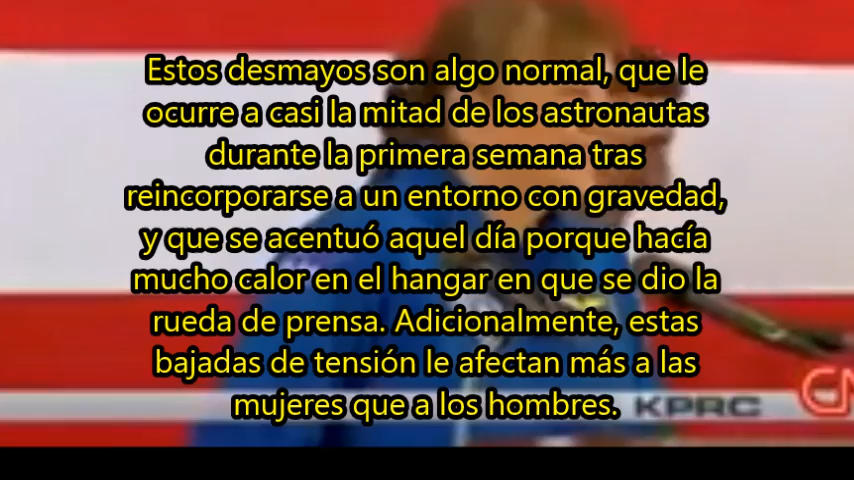 Estos desmayos son algo normal, que le
ocurre a casi la mitad de los astronautas
durante la primera semana tras
reincorporarse a un entorno con gravedad,
y que se acentuó aquel día porque hacía
mucho calor en el hangar en que se dio la
rueda de prensa. Adicionalmente, estas
bajadas de tensión le afectan más a las
mujeres que a los hombres.
KPRC